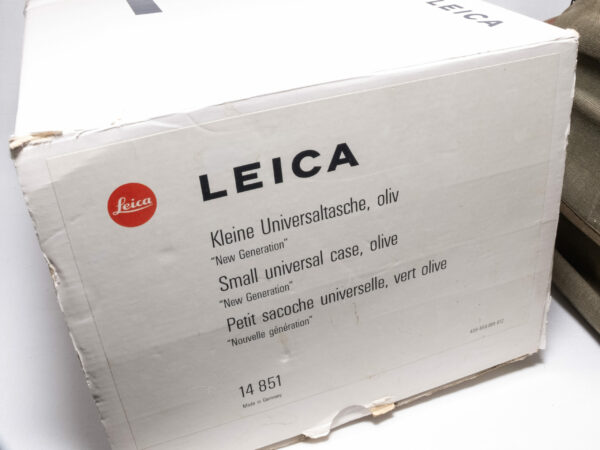 LEICA
Leica
LEICA
Kleine Universaltasche, oliv
"New Generation"
Small universal case, olive
"New Generation"
Petit sacoche universelle, vert olive
"Nouvelle génération"
14 851
Made in Germany